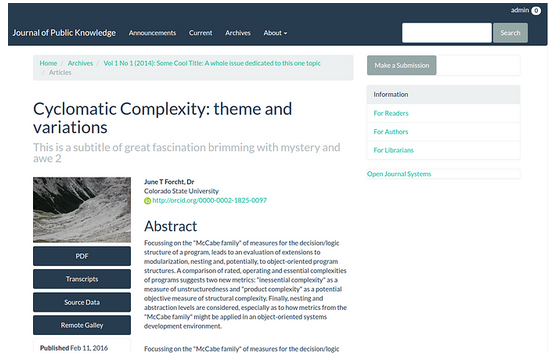 admin 0
Journal of Public Knowledge Announcements Current Archives About Search
Home / Archives / Vol 1 No 1 (2014): Some Cool Title: A whole issue dedicated to this one topic
/ Articles
Cyclomatic Complexity: theme and
variations
This is a subtitle of great fascination brimming with mystery and
awe 2
PDF
Transcripts
Source Data
Remote Galley
Published Feb 11, 2016
June T Forcht, Dr
Colorado State University
iD http://orcid.org/0000-0002-1825-0097
Abstract
Focussing on the "McCabe family" of measures for the decision/logic
structure of a program, leads to an evaluation of extensions to
modularization, nesting and, potentially, to object-oriented program
structures. A comparison of rated, operating and essential complexities
of programs suggests two new metrics: "inessential complexity" as a
measure of unstructuredness and "product complexity" as a potential
objective measure of structural complexity. Finally, nesting and
abstraction levels are considered, especially as to how metrics from the
"McCabe family" might be applied in an object-oriented systems
development environment.
Focussing on the "McCabe family" of measures for the decision/logic
Make a Submission
Information
For Readers
For Authors
For Librarians
Open Journal Systems